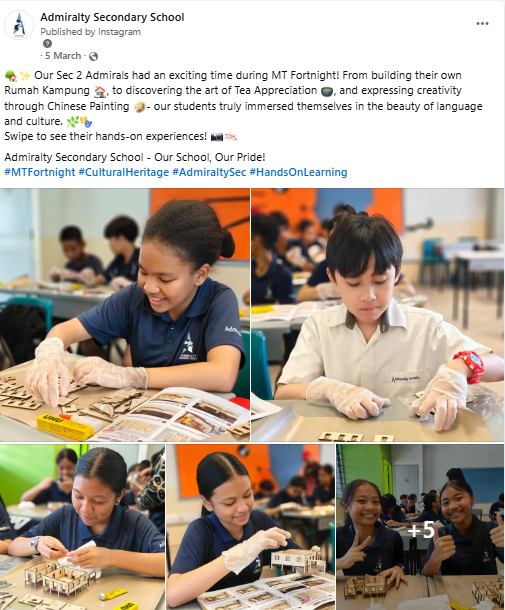 Admiralty Secondary School
Published by Instagram
· 5 March ·
🏡✨ Our Sec 2 Admirals had an exciting time during MT Fortnight! From building their own
Rumah Kampung 🏠, to discovering the art of Tea Appreciation 🍵, and expressing creativity
through Chinese Painting 🪭- our students truly immersed themselves in the beauty of language
and culture. 🌿🎭
Swipe to see their hands-on experiences! 📸💫
Admiralty Secondary School - Our School, Our Pride!
#MTFortnight #CulturalHeritage #AdmiraltySec #HandsOnLearning
UHU
+5